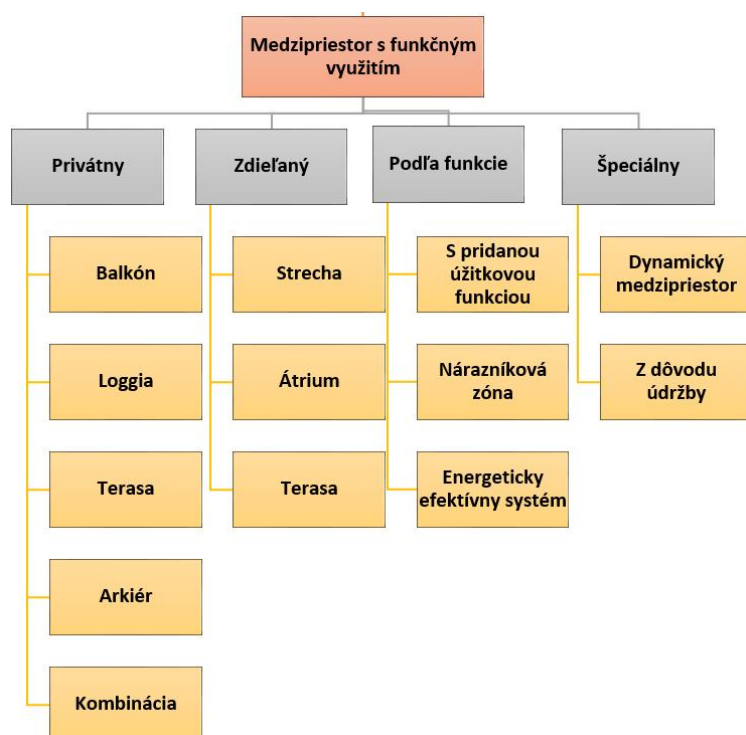 Medzipriestor s funkčným
využitím
Privátny
Zdieľaný
Podľa funkcie
Špeciálny
Balkón
Loggia
Terasa
Arkiér
Kombinácia
Strecha
Átrium
Terasa
S pridanou
úžitkovou
funkciou
Nárazníková
zóna
Energeticky
efektívny systém
Dynamický
medzipriestor
Z dôvodu
údržby